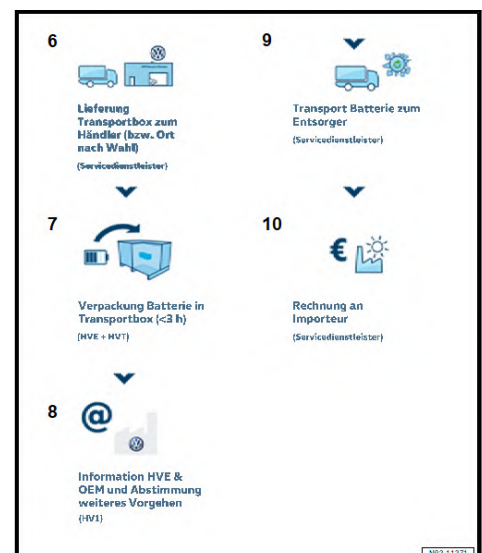 6
Lieferung
Transportbox zum
Händler (bzw. Ort
nach Wahl)
(Servicedienstleister)
7
Verpackung Batterie in
Transportbox (<3 h)
(HVE + HVT)
8
@
Information HVE &
OEM und Abstimmung
weiteres Vorgehen
9
Transport Batterie zum
Entsorger
(Servicedienstleister)
10
€
Rechnung an
Importeur
(Servicedienstleister)